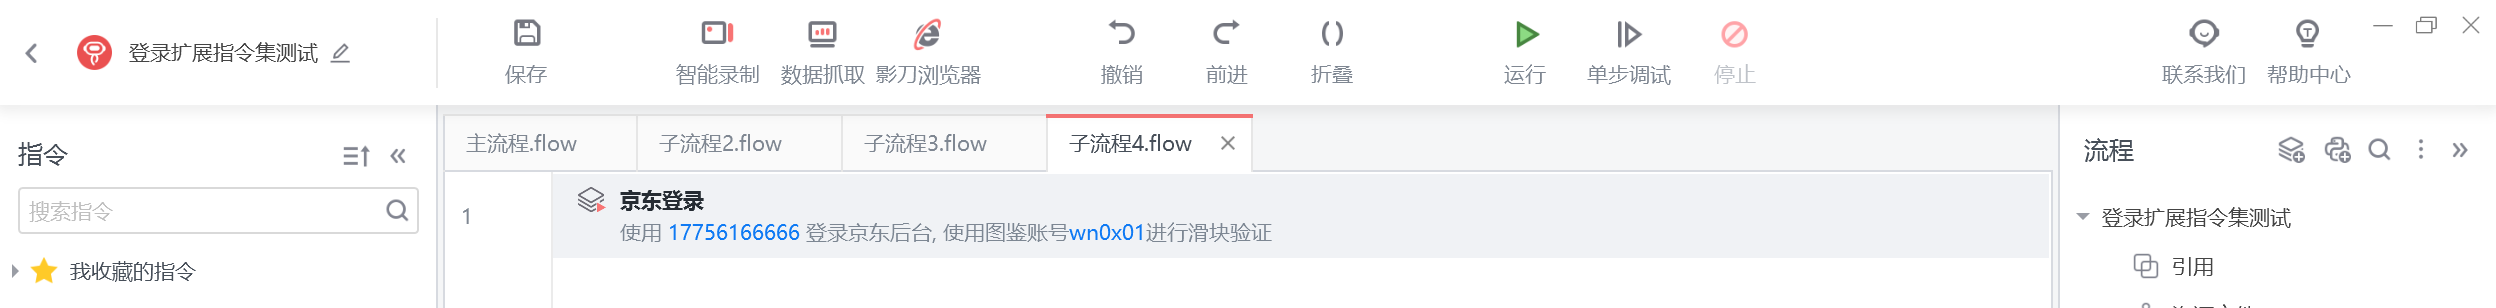 登录扩展指令集测试
保存
智能录制
数据抓取
影刀浏览器
撤销
前进
折叠
运行
单步调试
停止
联系我们
帮助中心
指令
搜索指令
我收藏的指令
主流程.flow
子流程2.flow
子流程3.flow
子流程4.flow
1
京东登录
使用 17756166666 登录京东后台, 使用图鉴账号wn0x01进行滑块验证
流程
登录扩展指令集测试
引用